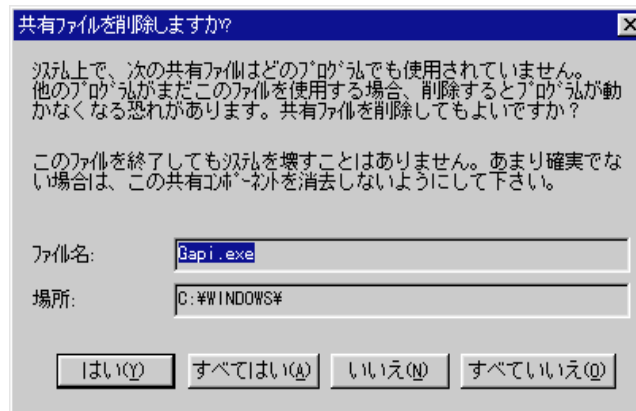 共有ﾌｧｲﾙを削除しますか?
ｼｽﾃﾑ上で、次の共有ﾌｧｲﾙはどのﾌﾟﾛｸﾞﾗﾑでも使用されていません。
他のﾌﾟﾛｸﾞﾗﾑがまだこのﾌｧｲﾙを使用する場合、削除するとﾌﾟﾛｸﾞﾗﾑが動
かなくなる恐れがあります。共有ﾌｧｲﾙを削除してもよいですか？
このﾌｧｲﾙを終了してもｼｽﾃﾑを壊すことはありません。あまり確実でな
い場合は、この共有ｺﾝﾎﾟｰﾈﾝﾄを消去しないようにして下さい。
ﾌｧｲﾙ名:
Gapi.exe
場所:
C:¥WINDOWS¥
はい(Y)
すべてはい(A)
いいえ(N)
すべていいえ(O)